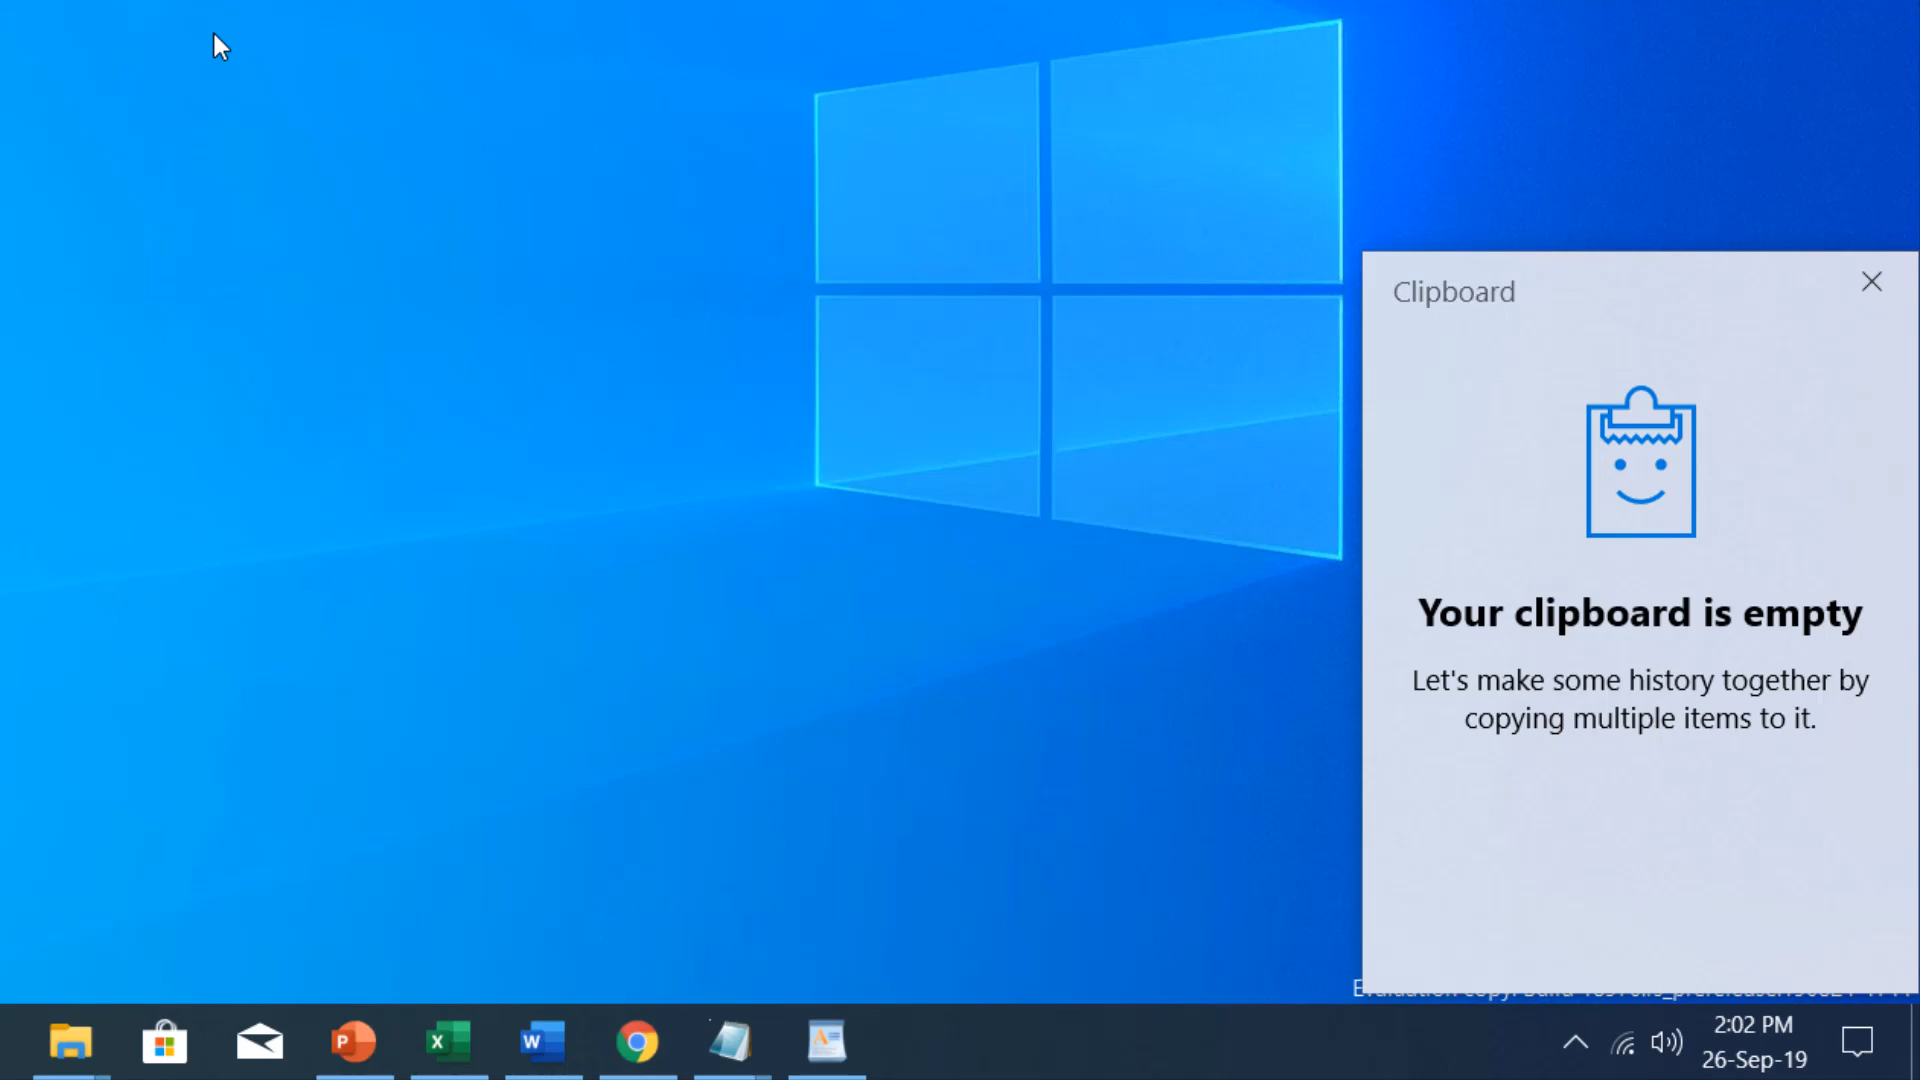 Clipboard
Your clipboard is empty
Let's make some history together by
copying multiple items to it.
P
X
W
A
2:02 PM
26-Sep-19